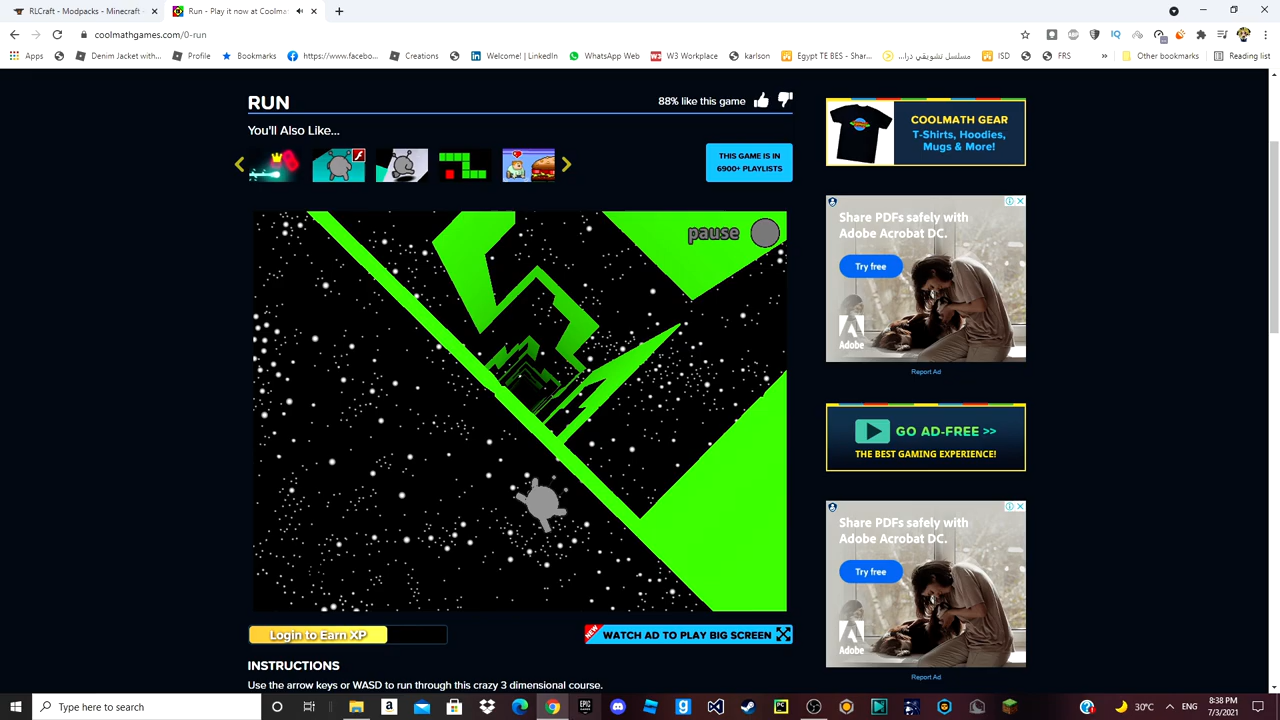 RLCraft - Modpacks - Minecraft -
Run - Play it now at Coolma
coolmathgames.com/0-run
Apps
Denim Jacket with...
Profile
Bookmarks
https://www.facebo...
Creations
Welcome! | LinkedIn
WhatsApp Web
W3 Workplace
karlson
Egypt TE BES - Shar...
مسلسل تشويقي درا...
ISD
FRS
»
Other bookmarks
Reading list
RUN
88% like this game
You'll Also Like...
THIS GAME IS IN
6900+ PLAYLISTS
pause
Login to Earn XP
NEW
WATCH AD TO PLAY BIG SCREEN
INSTRUCTIONS
Use the arrow keys or WASD to run through this crazy 3 dimensional course.
COOLMATH GEAR
T-Shirts, Hoodies,
Mugs & More!
Share PDFs safely with
Adobe Acrobat DC.
Try free
Adobe
Report Ad
GO AD-FREE >>
THE BEST GAMING EXPERIENCE!
Share PDFs safely with
Adobe Acrobat DC.
Try free
Adobe
Report Ad
Type here to search
EPIC
PC
30°C
ENG
8:38 PM
7/3/2021